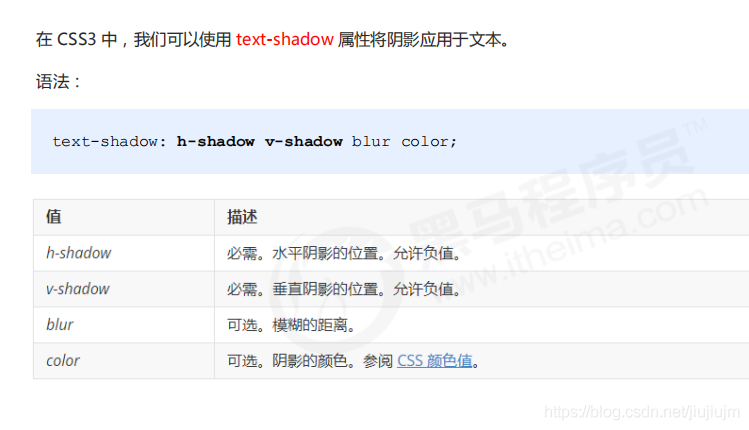 在 CSS3 中，我们可以使用 text-shadow 属性将阴影应用于文本。
语法：
text-shadow: h-shadow v-shadow blur color;
值 描述
h-shadow 必需。水平阴影的位置。允许负值。
v-shadow 必需。垂直阴影的位置。允许负值。
blur 可选。模糊的距离。
color 可选。阴影的颜色。参阅 CSS 颜色值。
黑马程序员™
www.itheima.com
https://blog.csdn.net/jiujiujm